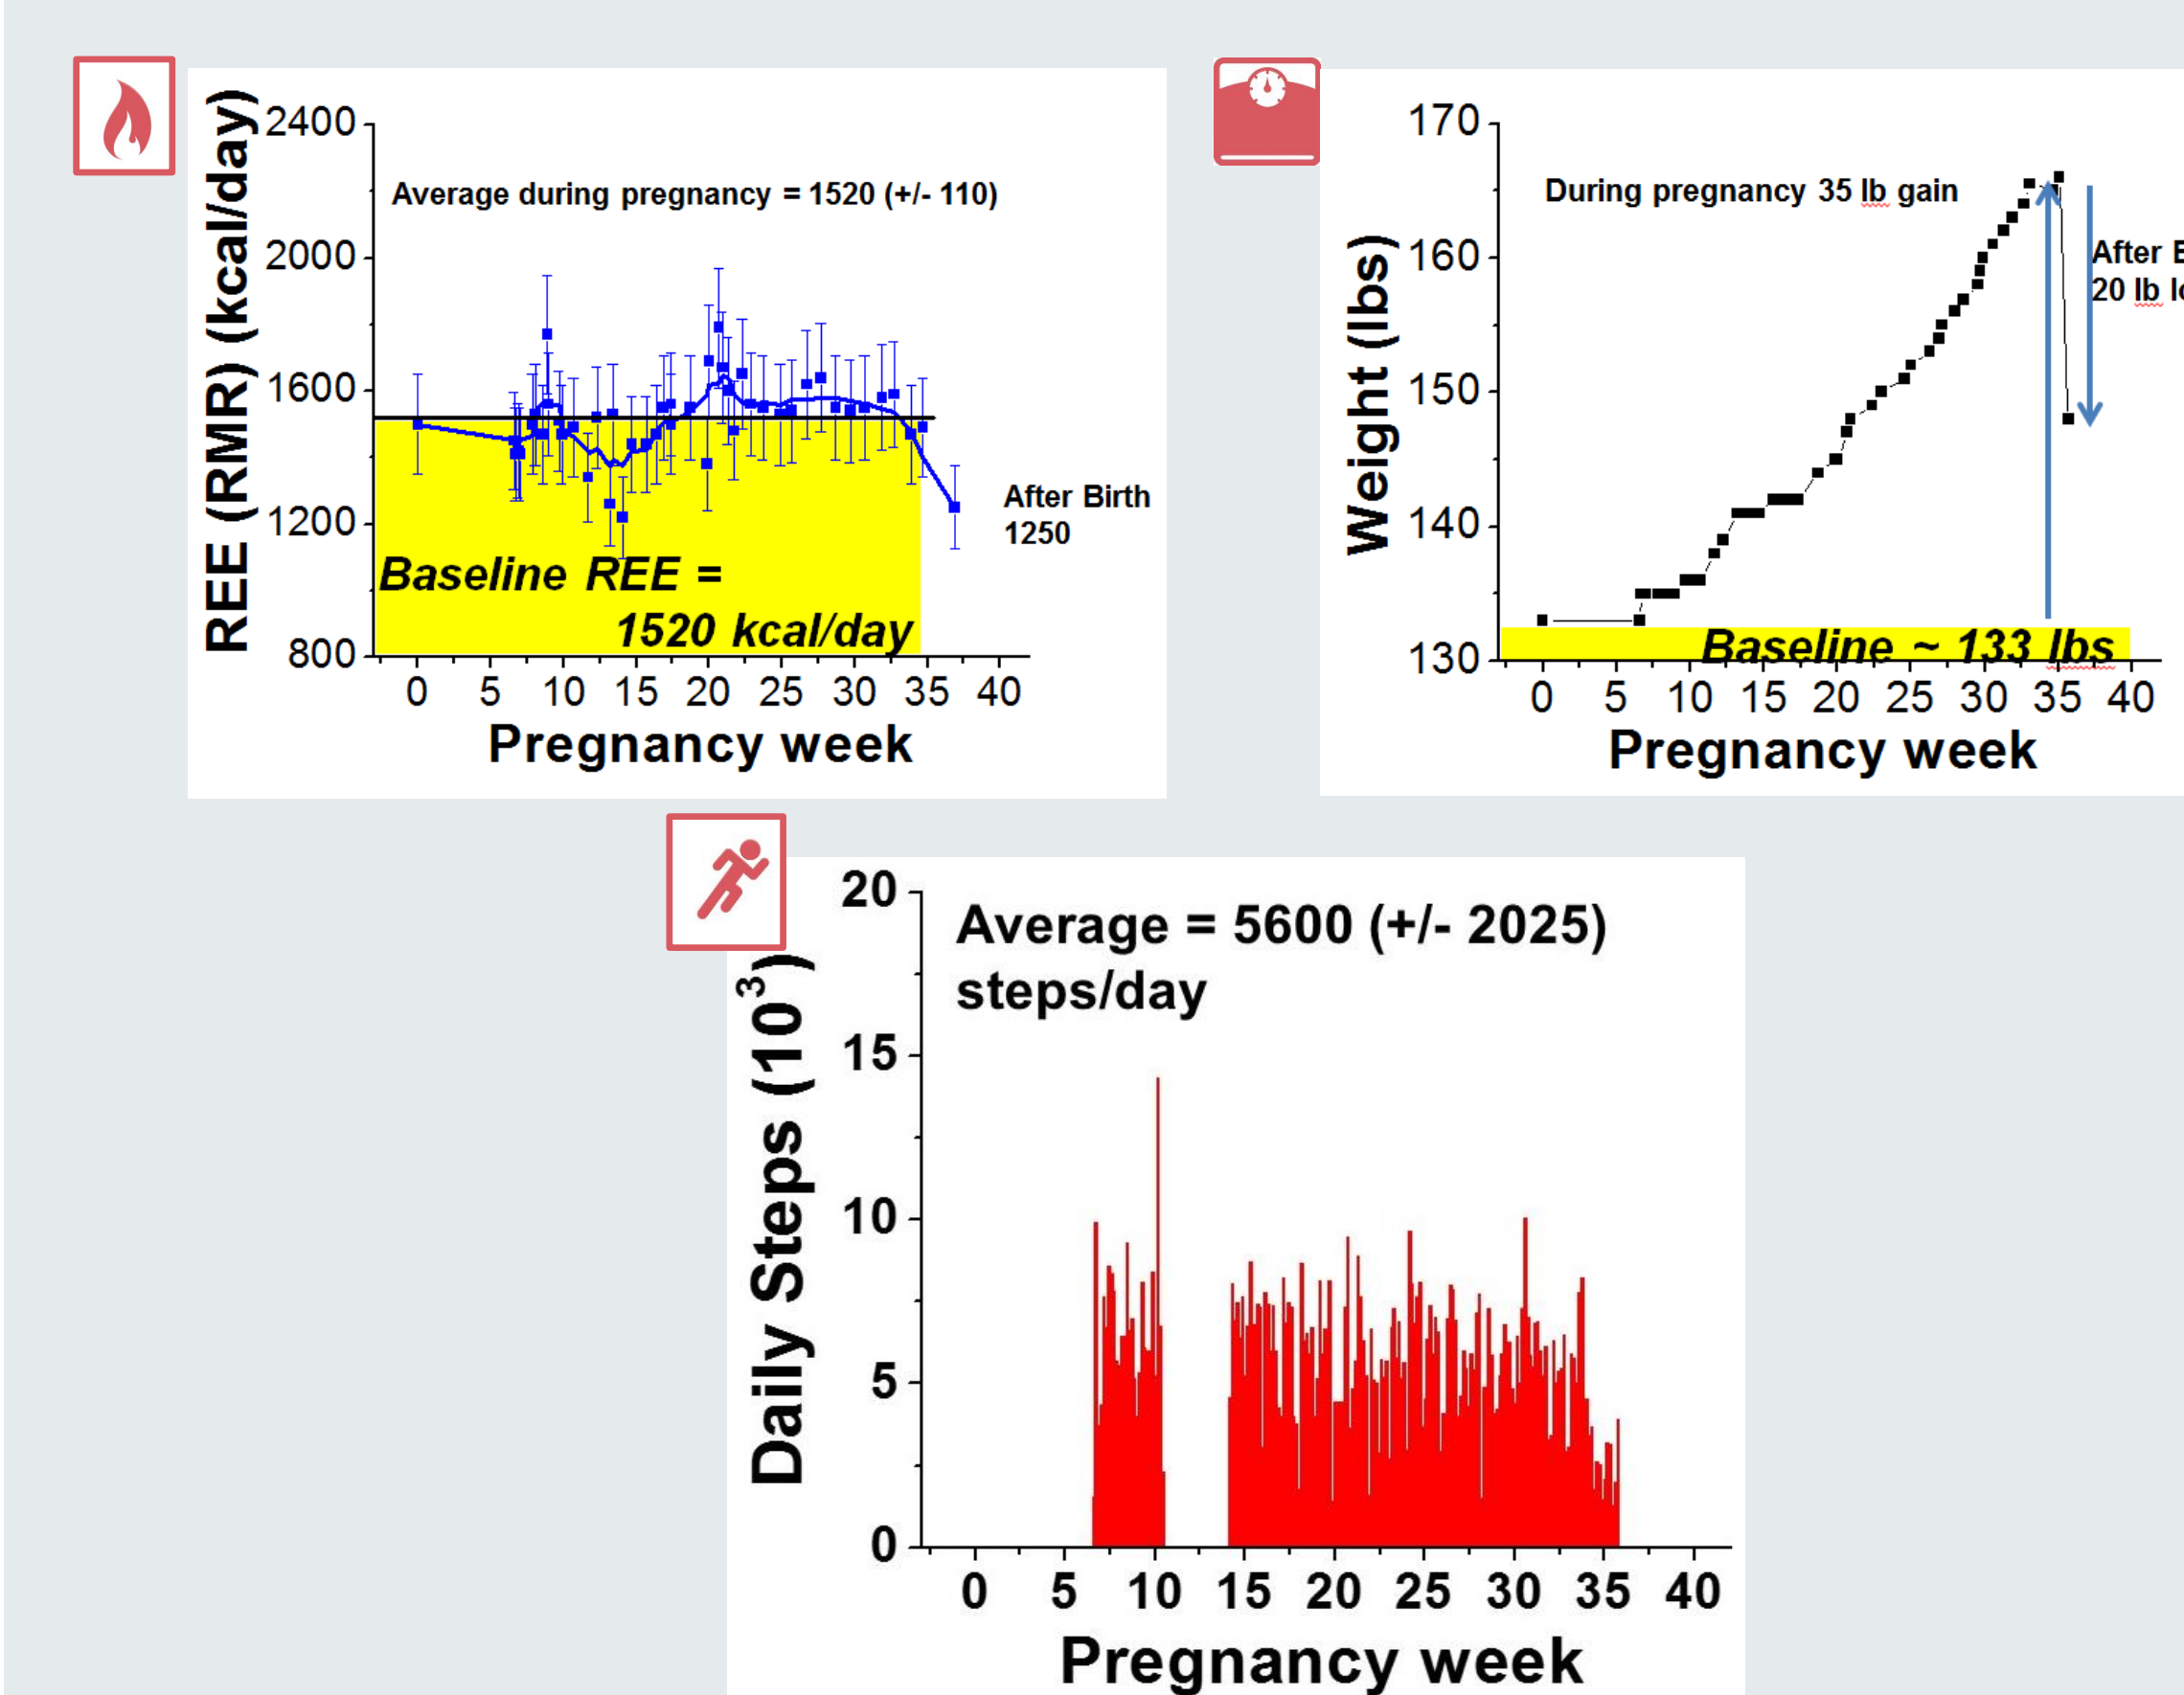 REE (RMR) (kcal/day)
2400
2000
1600
1200
800
Average during pregnancy = 1520 (+/- 110)
After Birth
1250
Baseline REE =
1520 kcal/day
0 5 10 15 20 25 30 35 40
Pregnancy week
Weight (lbs)
170
160
150
140
130
During pregnancy 35 lb gain
After
20 lb
Baseline ~ 133 lbs
0 5 10 15 20 25 30 35 40
Pregnancy week
Daily Steps (10³)
20
15
10
5
0
Average = 5600 (+/- 2025)
steps/day
0 5 10 15 20 25 30 35 40
Pregnancy week